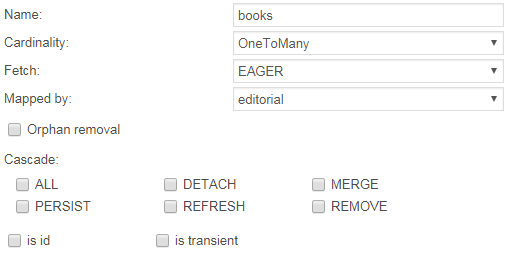 Name: books
Cardinality: OneToMany
Fetch: EAGER
Mapped by: editorial
Orphan removal
Cascade:
ALL DETACH MERGE
PERSIST REFRESH REMOVE
is id is transient